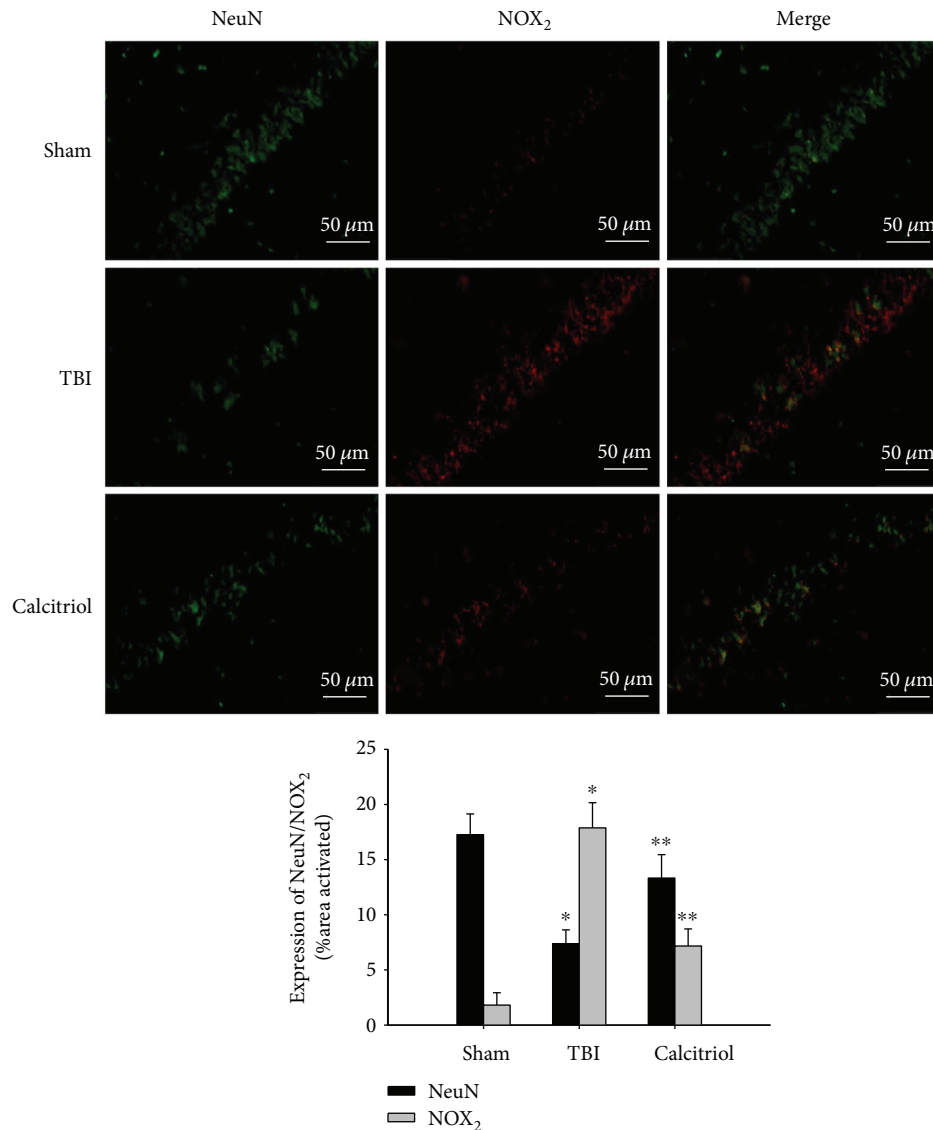 NeuN NOX₂ Merge
Sham
50 µm 50 µm 50 µm
TBI
50 µm 50 µm 50 µm
Calcitriol
50 µm 50 µm 50 µm
Expression of NeuN/NOX₂
(%area activated)
25
20
15
10
5
0
*
*
**
**
Sham TBI Calcitriol
NeuN
NOX₂